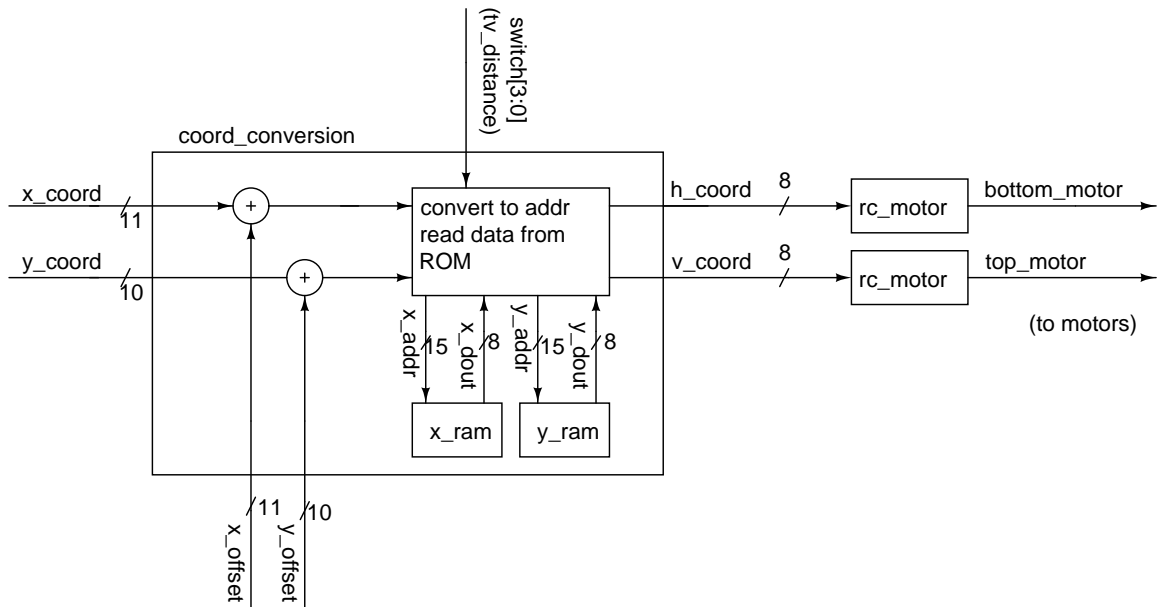 switch[3:0]
(tv_distance)
coord_conversion
x_coord
11
y_coord
10
+
+
convert to addr
read data from
ROM
h_coord
8
rc_motor
bottom_motor
v_coord
8
rc_motor
top_motor
(to motors)
x_addr
15
x_dout
8
y_addr
15
y_dout
8
x_ram
y_ram
x_offset
11
y_offset
10